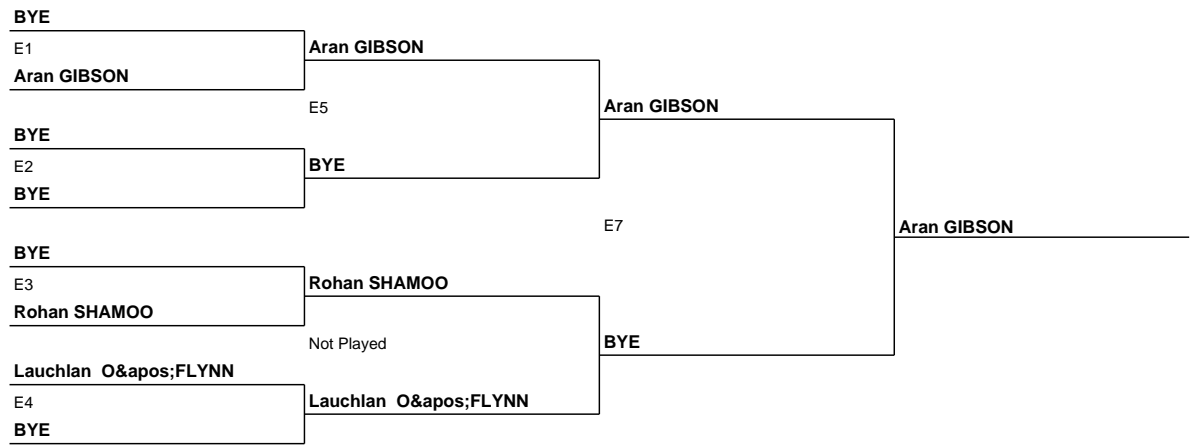 BYE
E1
Aran GIBSON
Aran GIBSON
E5
BYE
E2
BYE
BYE
Aran GIBSON
E7
BYE
E3
Rohan SHAMOO
Rohan SHAMOO
Not Played
Lauchlan  O&apos;FLYNN
E4
BYE
Lauchlan  O&apos;FLYNN
BYE
Aran GIBSON